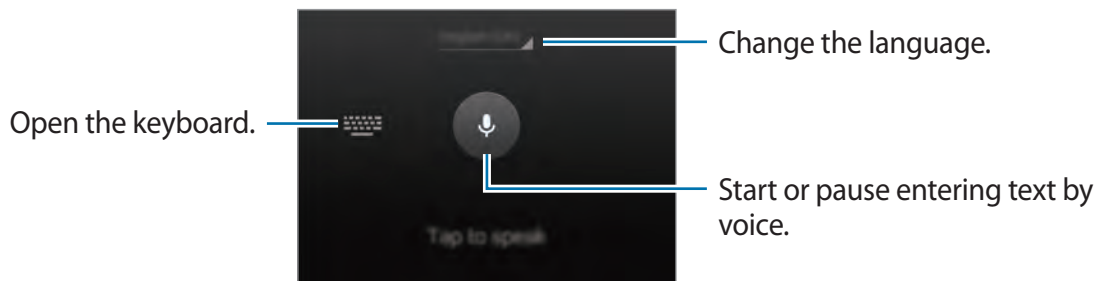 Change the language.
Open the keyboard.
Start or pause entering text by
voice.
Tap to speak